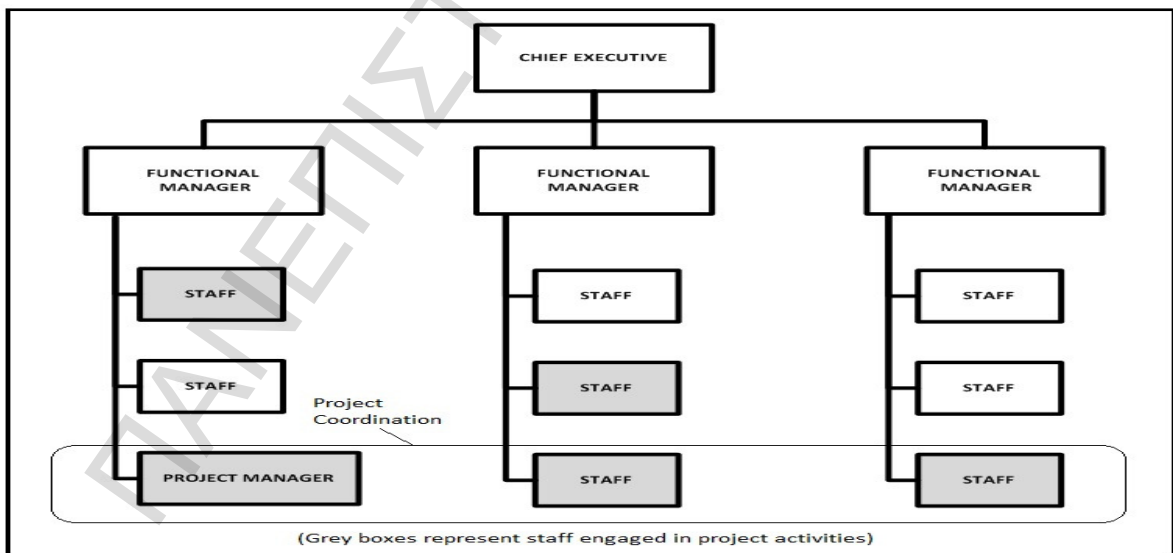 CHIEF EXECUTIVE
FUNCTIONAL
MANAGER
FUNCTIONAL
MANAGER
FUNCTIONAL
MANAGER
STAFF
STAFF
STAFF
STAFF
STAFF
STAFF
Project
Coordination
PROJECT MANAGER
STAFF
STAFF
(Grey boxes represent staff engaged in project activities)
ΠΑΝΕΠΙΣΤ